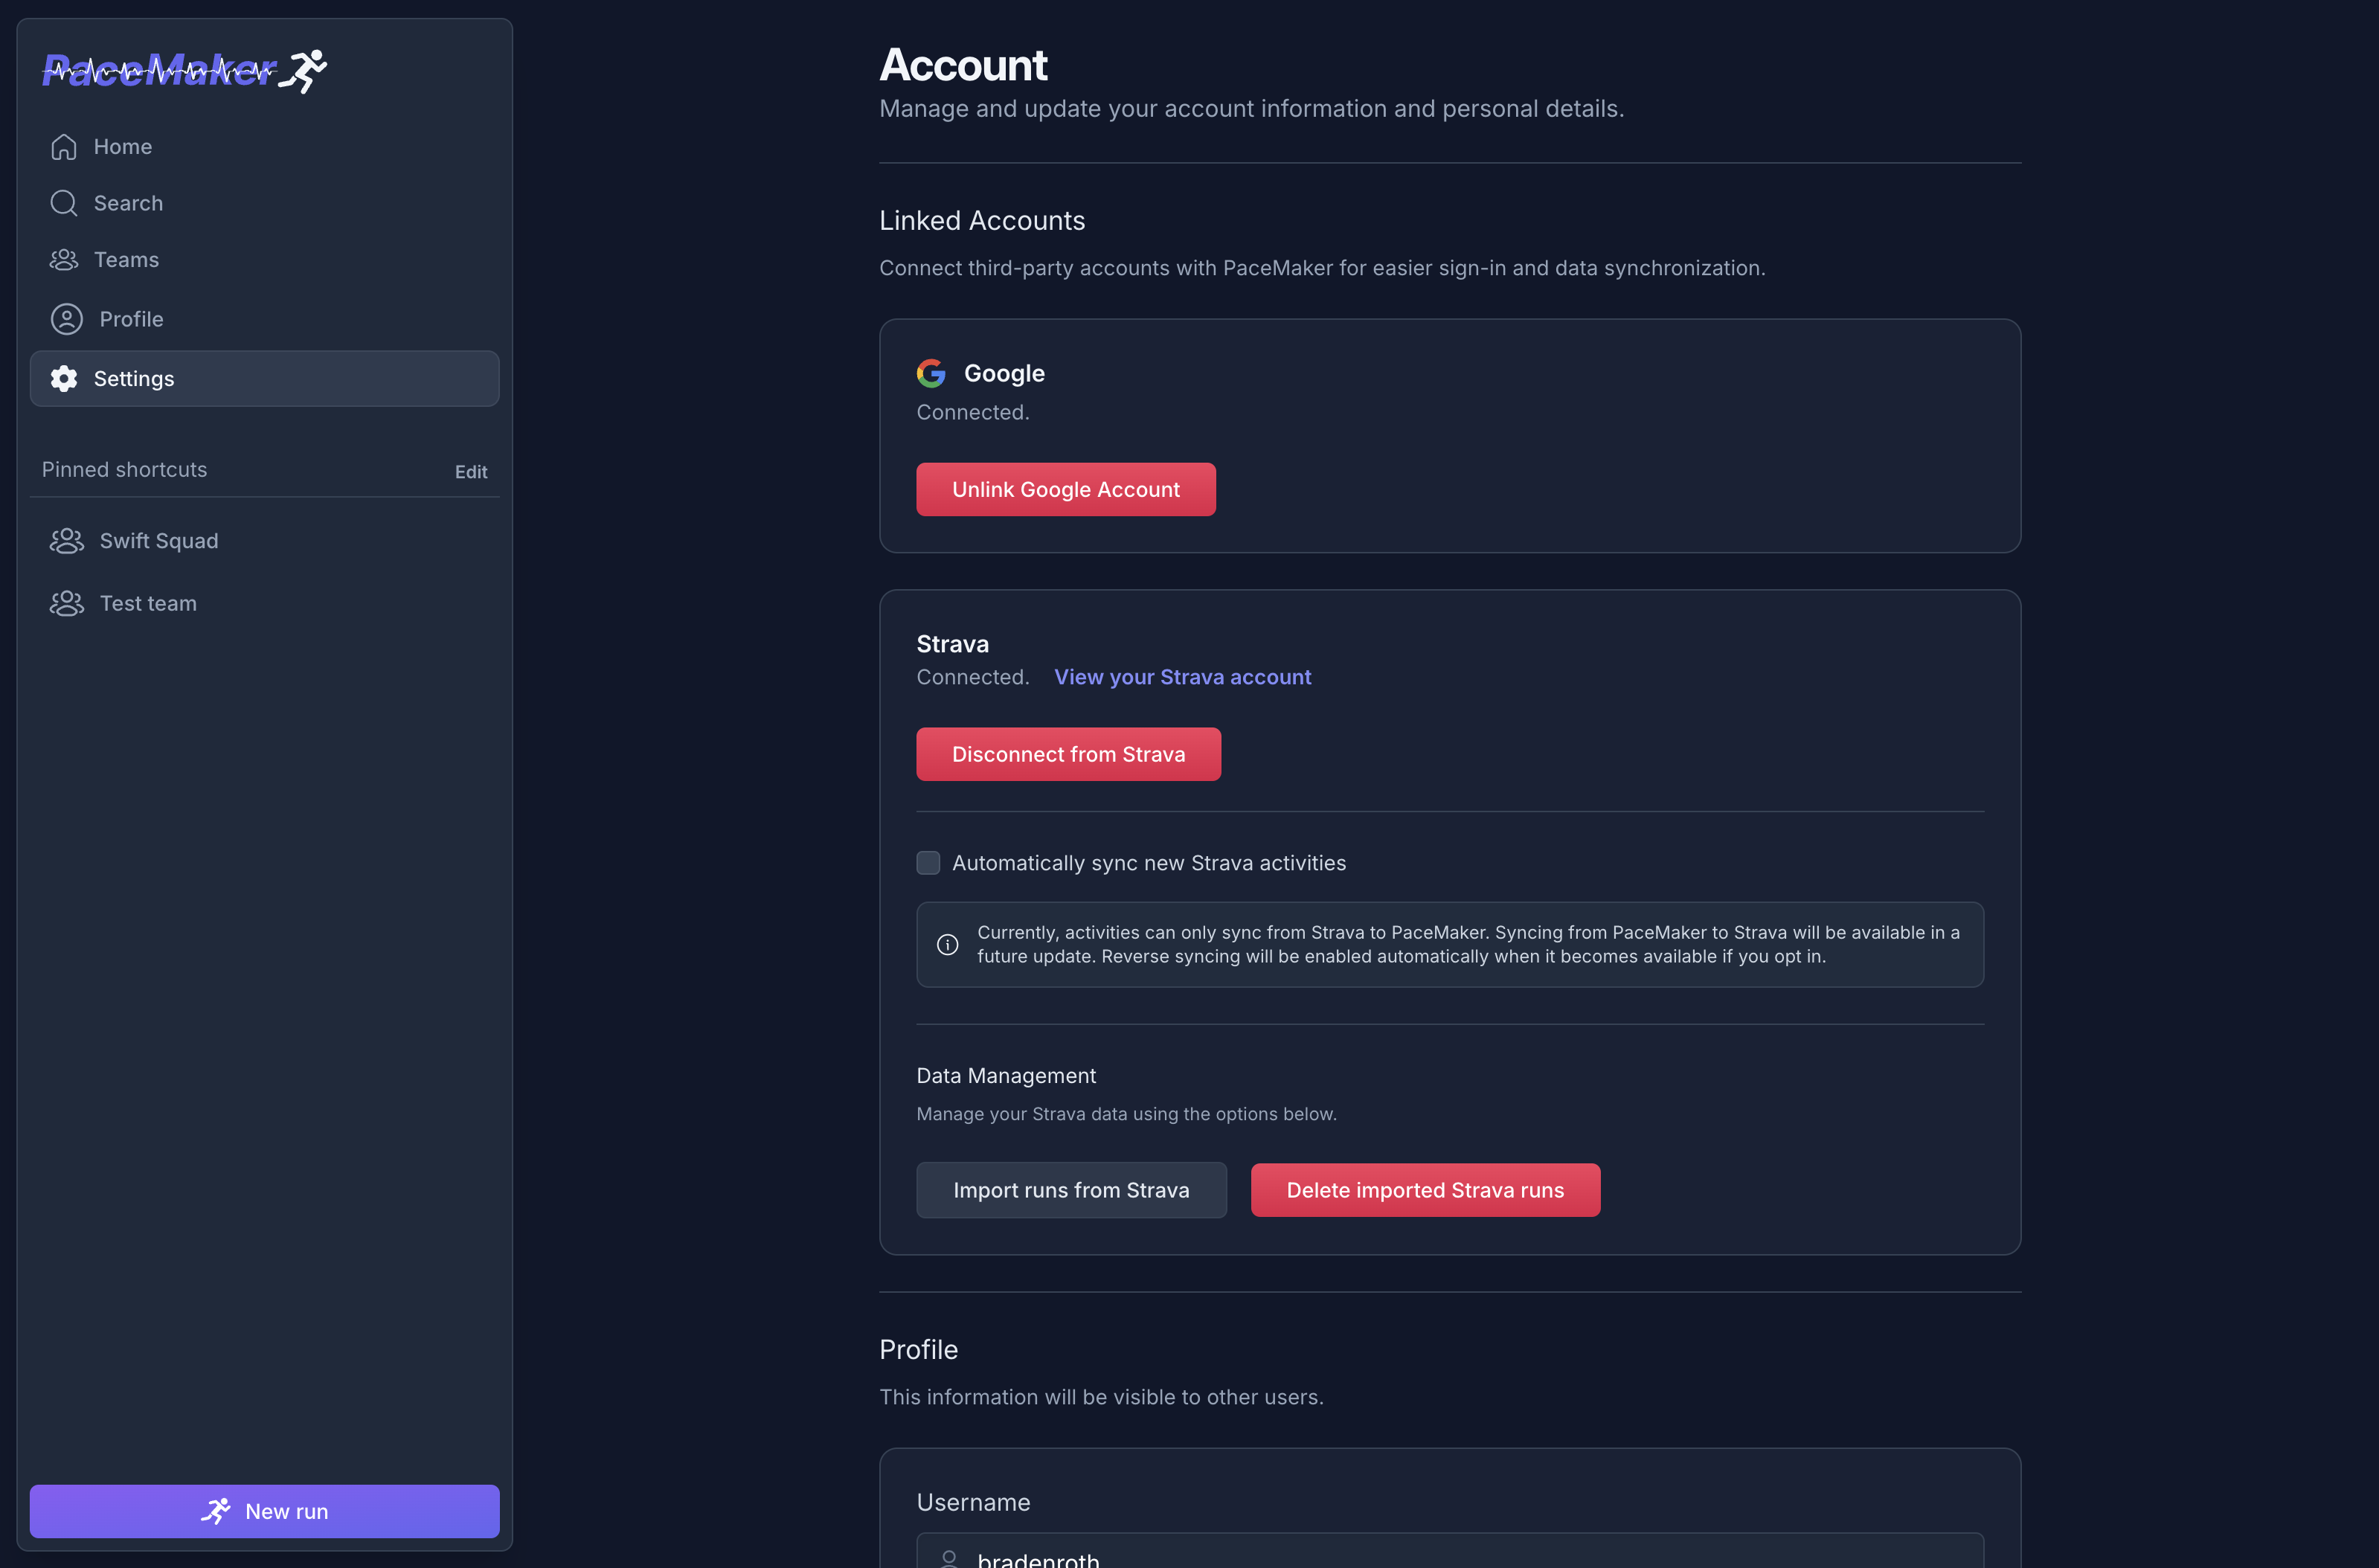 PaceMaker
Home
Search
Teams
Profile
Settings
Pinned shortcuts
Edit
Swift Squad
Test team
New run
Account
Manage and update your account information and personal details.
Linked Accounts
Connect third-party accounts with PaceMaker for easier sign-in and data synchronization.
Google
Connected.
Unlink Google Account
Strava
Connected. View your Strava account
Disconnect from Strava
Automatically sync new Strava activities
Currently, activities can only sync from Strava to PaceMaker. Syncing from PaceMaker to Strava will be available in a
future update. Reverse syncing will be enabled automatically when it becomes available if you opt in.
Data Management
Manage your Strava data using the options below.
Import runs from Strava
Delete imported Strava runs
Profile
This information will be visible to other users.
Username
bradenroth